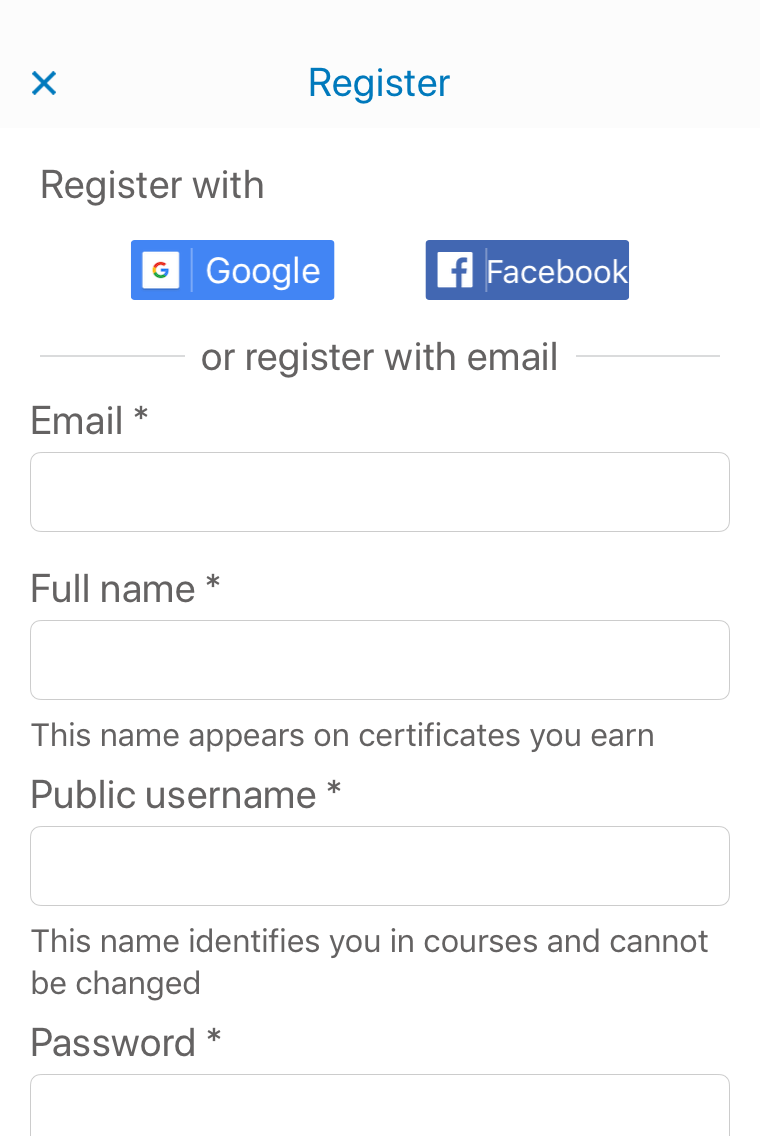 Register
Register with
Google
Facebook
or register with email
Email *
Full name *
This name appears on certificates you earn
Public username *
This name identifies you in courses and cannot
be changed
Password *